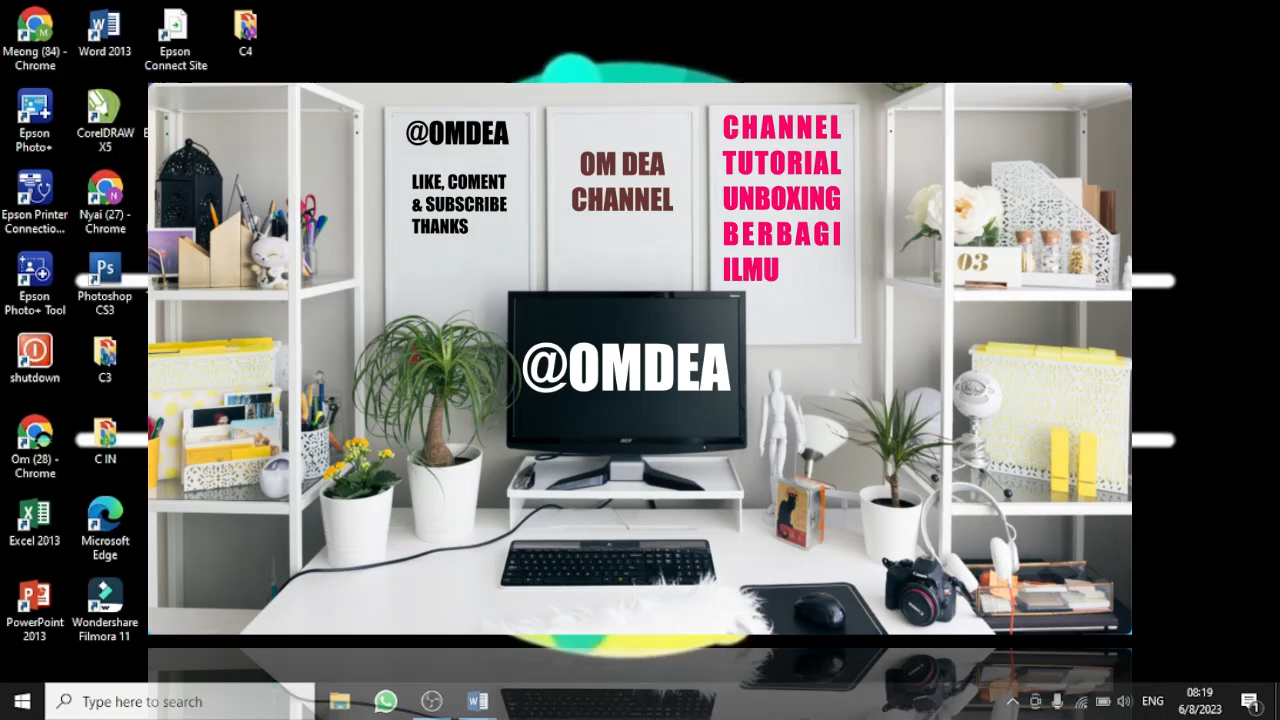 Meong (84) -
Chrome
Word 2013
Epson
Connect Site
C4
Epson
Photo+
CorelDRAW
X5
Epson Printer
Connectio...
Nyai (27) -
Chrome
Epson
Photo+ Tool
Photoshop
CS3
shutdown
C3
Om (28) -
Chrome
C IN
Excel 2013
Microsoft
Edge
PowerPoint
2013
Wondershare
Filmora 11
@OMDEA
LIKE, COMENT
& SUBSCRIBE
THANKS
OM DEA
CHANNEL
CHANNEL
TUTORIAL
UNBOXING
BERBAGI
ILMU
@OMDEA
acer
03
Type here to search
ENG
08:19
6/8/2023